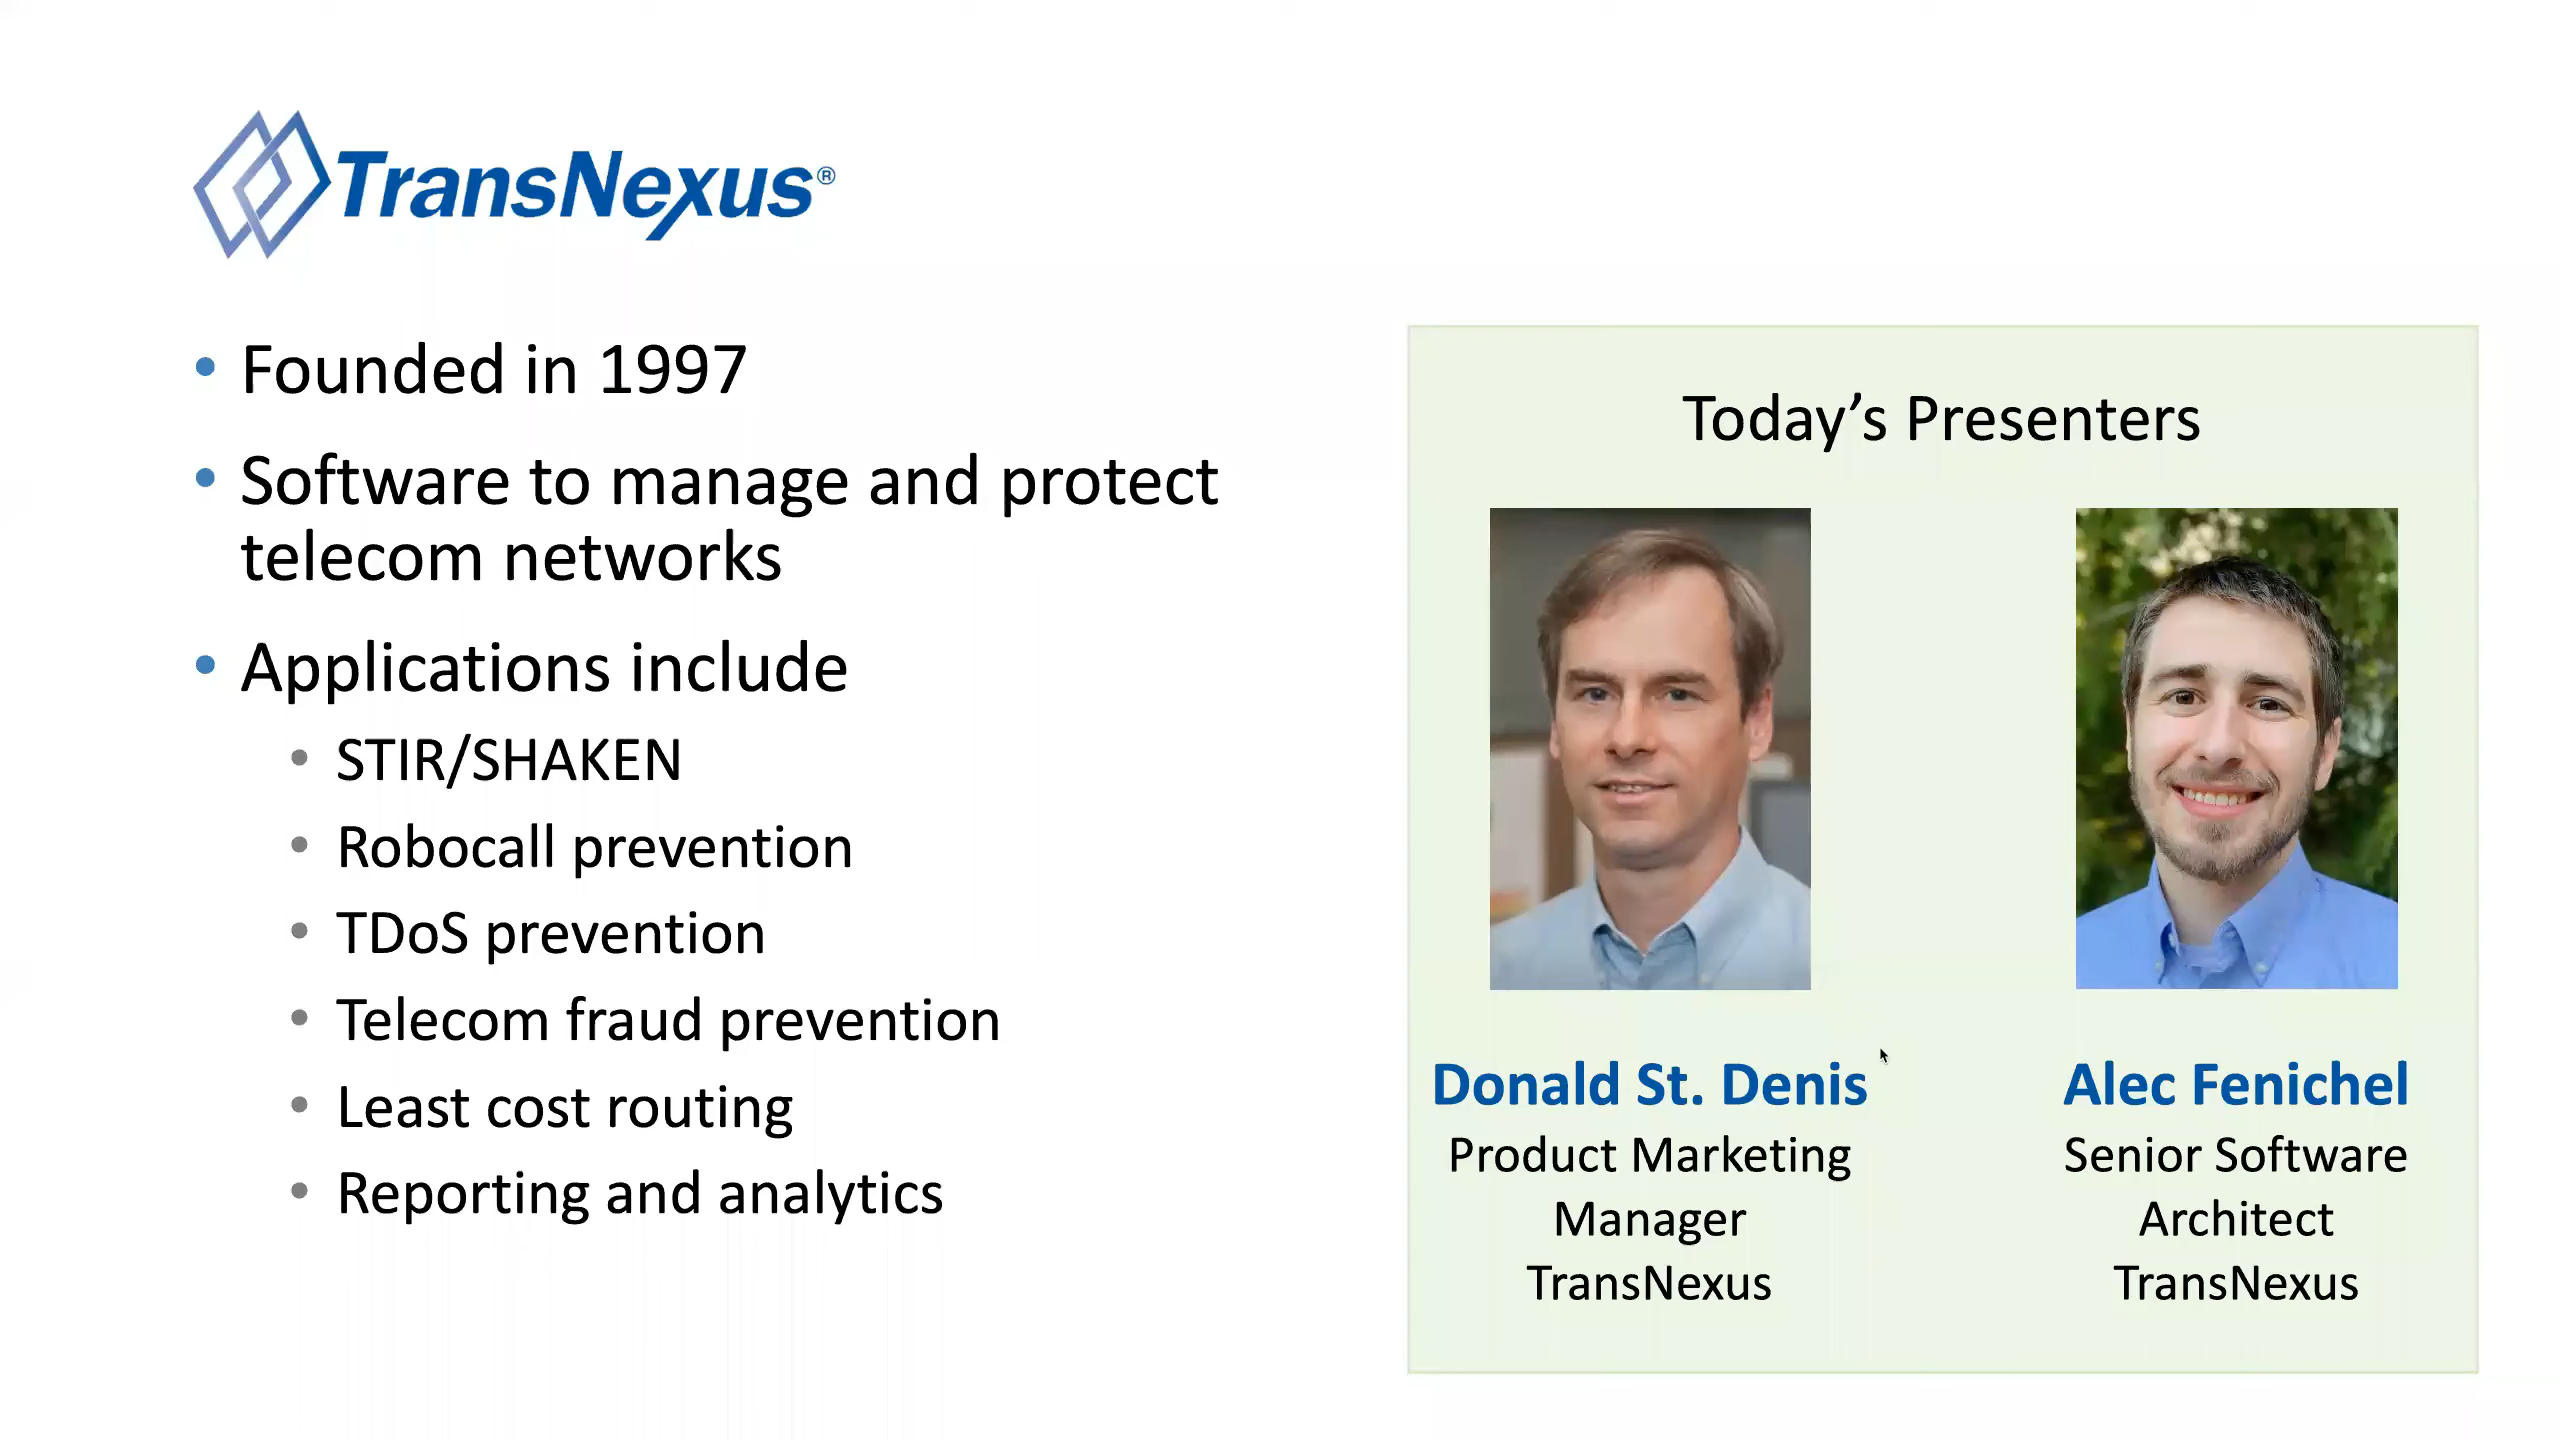 TransNexus®
• Founded in 1997
• Software to manage and protect
telecom networks
• Applications include
• STIR/SHAKEN
• Robocall prevention
• TDoS prevention
• Telecom fraud prevention
• Least cost routing
• Reporting and analytics
Today’s Presenters
Donald St. Denis
Product Marketing
Manager
TransNexus
Alec Fenichel
Senior Software
Architect
TransNexus